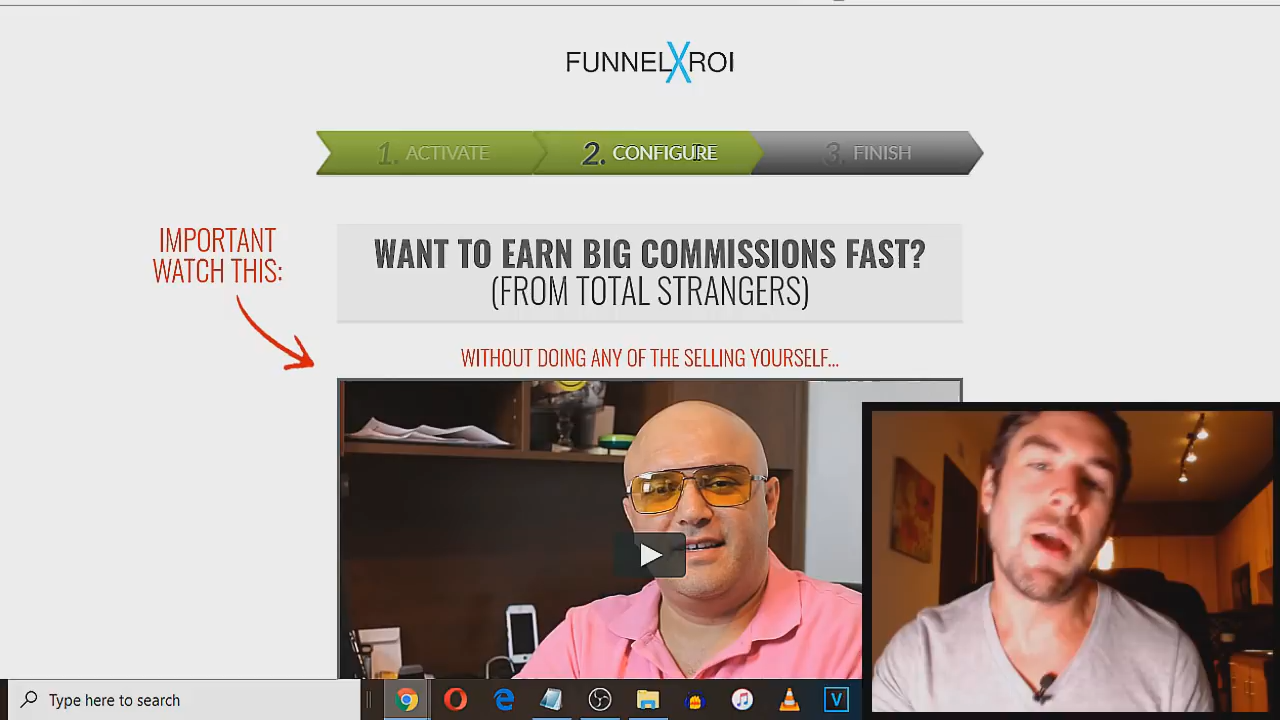 FUNNELXROI
1. ACTIVATE
2. CONFIGURE
3. FINISH
IMPORTANT
WATCH THIS:
WANT TO EARN BIG COMMISSIONS FAST?
(FROM TOTAL STRANGERS)
WITHOUT DOING ANY OF THE SELLING YOURSELF...
Type here to search
V